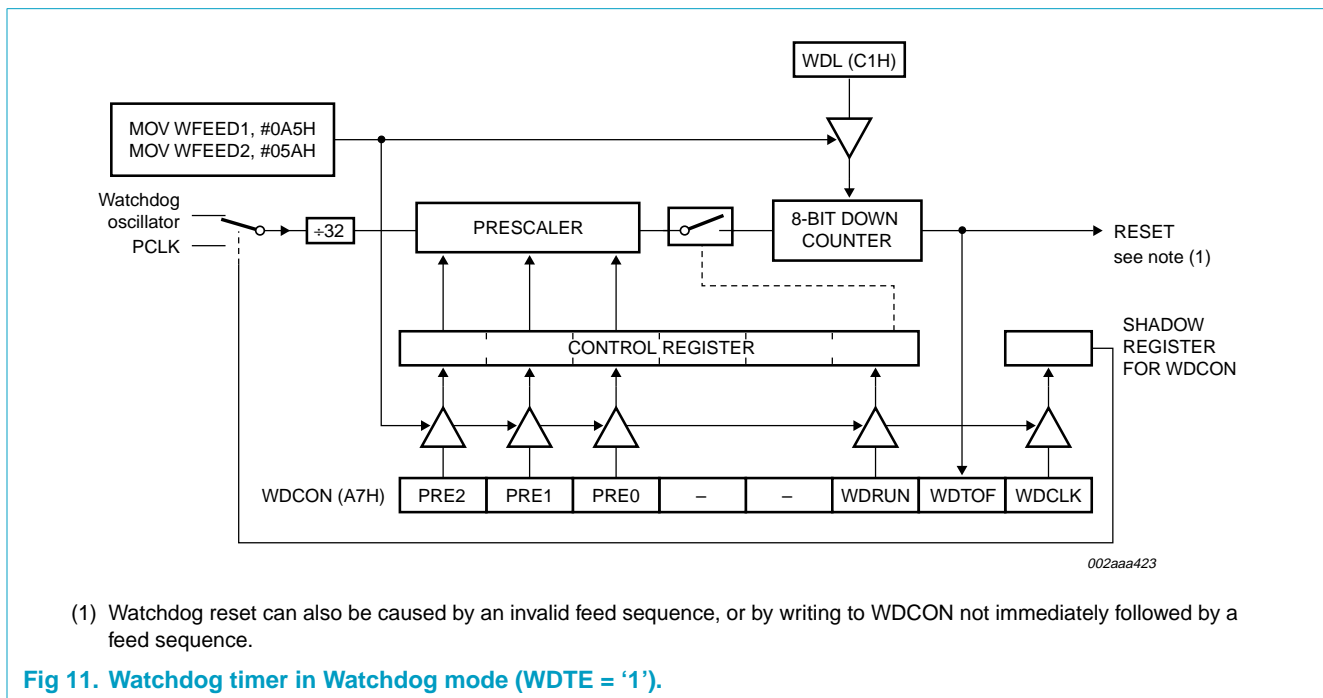 WDL (C1H)
MOV WFEED1, #0A5H
MOV WFEED2, #05AH
Watchdog
oscillator
PCLK
÷32
PRESCALER
8-BIT DOWN
COUNTER
RESET
see note (1)
CONTROL REGISTER
SHADOW
REGISTER
FOR WDCON
WDCON (A7H)
PRE2
PRE1
PRE0
–
–
WDRUN
WDTOF
WDCLK
002aaa423
(1) Watchdog reset can also be caused by an invalid feed sequence, or by writing to WDCON not immediately followed by a
feed sequence.
Fig 11. Watchdog timer in Watchdog mode (WDTE = ‘1’).